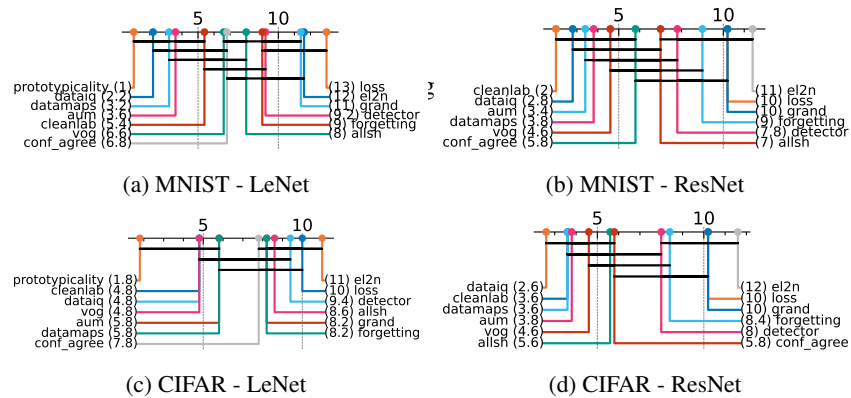 5 10
prototypicality (1) (13) loss
dataiq (2.2) (12) el2n
datamaps (3.2) (11) grand
aum (3.6) (9.2) detector
cleanlab (5.4) (9) forgetting
vog (6.6) (8) allsh
conf_agree (6.8)
(a) MNIST - LeNet
5 10
cleanlab (2) (11) el2n
dataiq (2.8) (10) loss
aum (3.4) (10) grand
datamaps (3.8) (9) forgetting
vog (4.6) (7.8) detector
conf_agree (5.8) (7) allsh
(b) MNIST - ResNet
5 10
prototypicality (1.8) (11) el2n
cleanlab (4.8) (10) loss
dataiq (4.8) (9.4) detector
vog (4.8) (8.6) allsh
aum (5.8) (8.2) grand
datamaps (5.8) (8.2) forgetting
conf_agree (7.8)
(c) CIFAR - LeNet
5 10
dataiq (2.6) (12) el2n
cleanlab (3.6) (10) loss
datamaps (3.6) (10) grand
aum (3.8) (8.4) forgetting
vog (4.6) (8) detector
allsh (5.6) (5.8) conf_agree
(d) CIFAR - ResNet